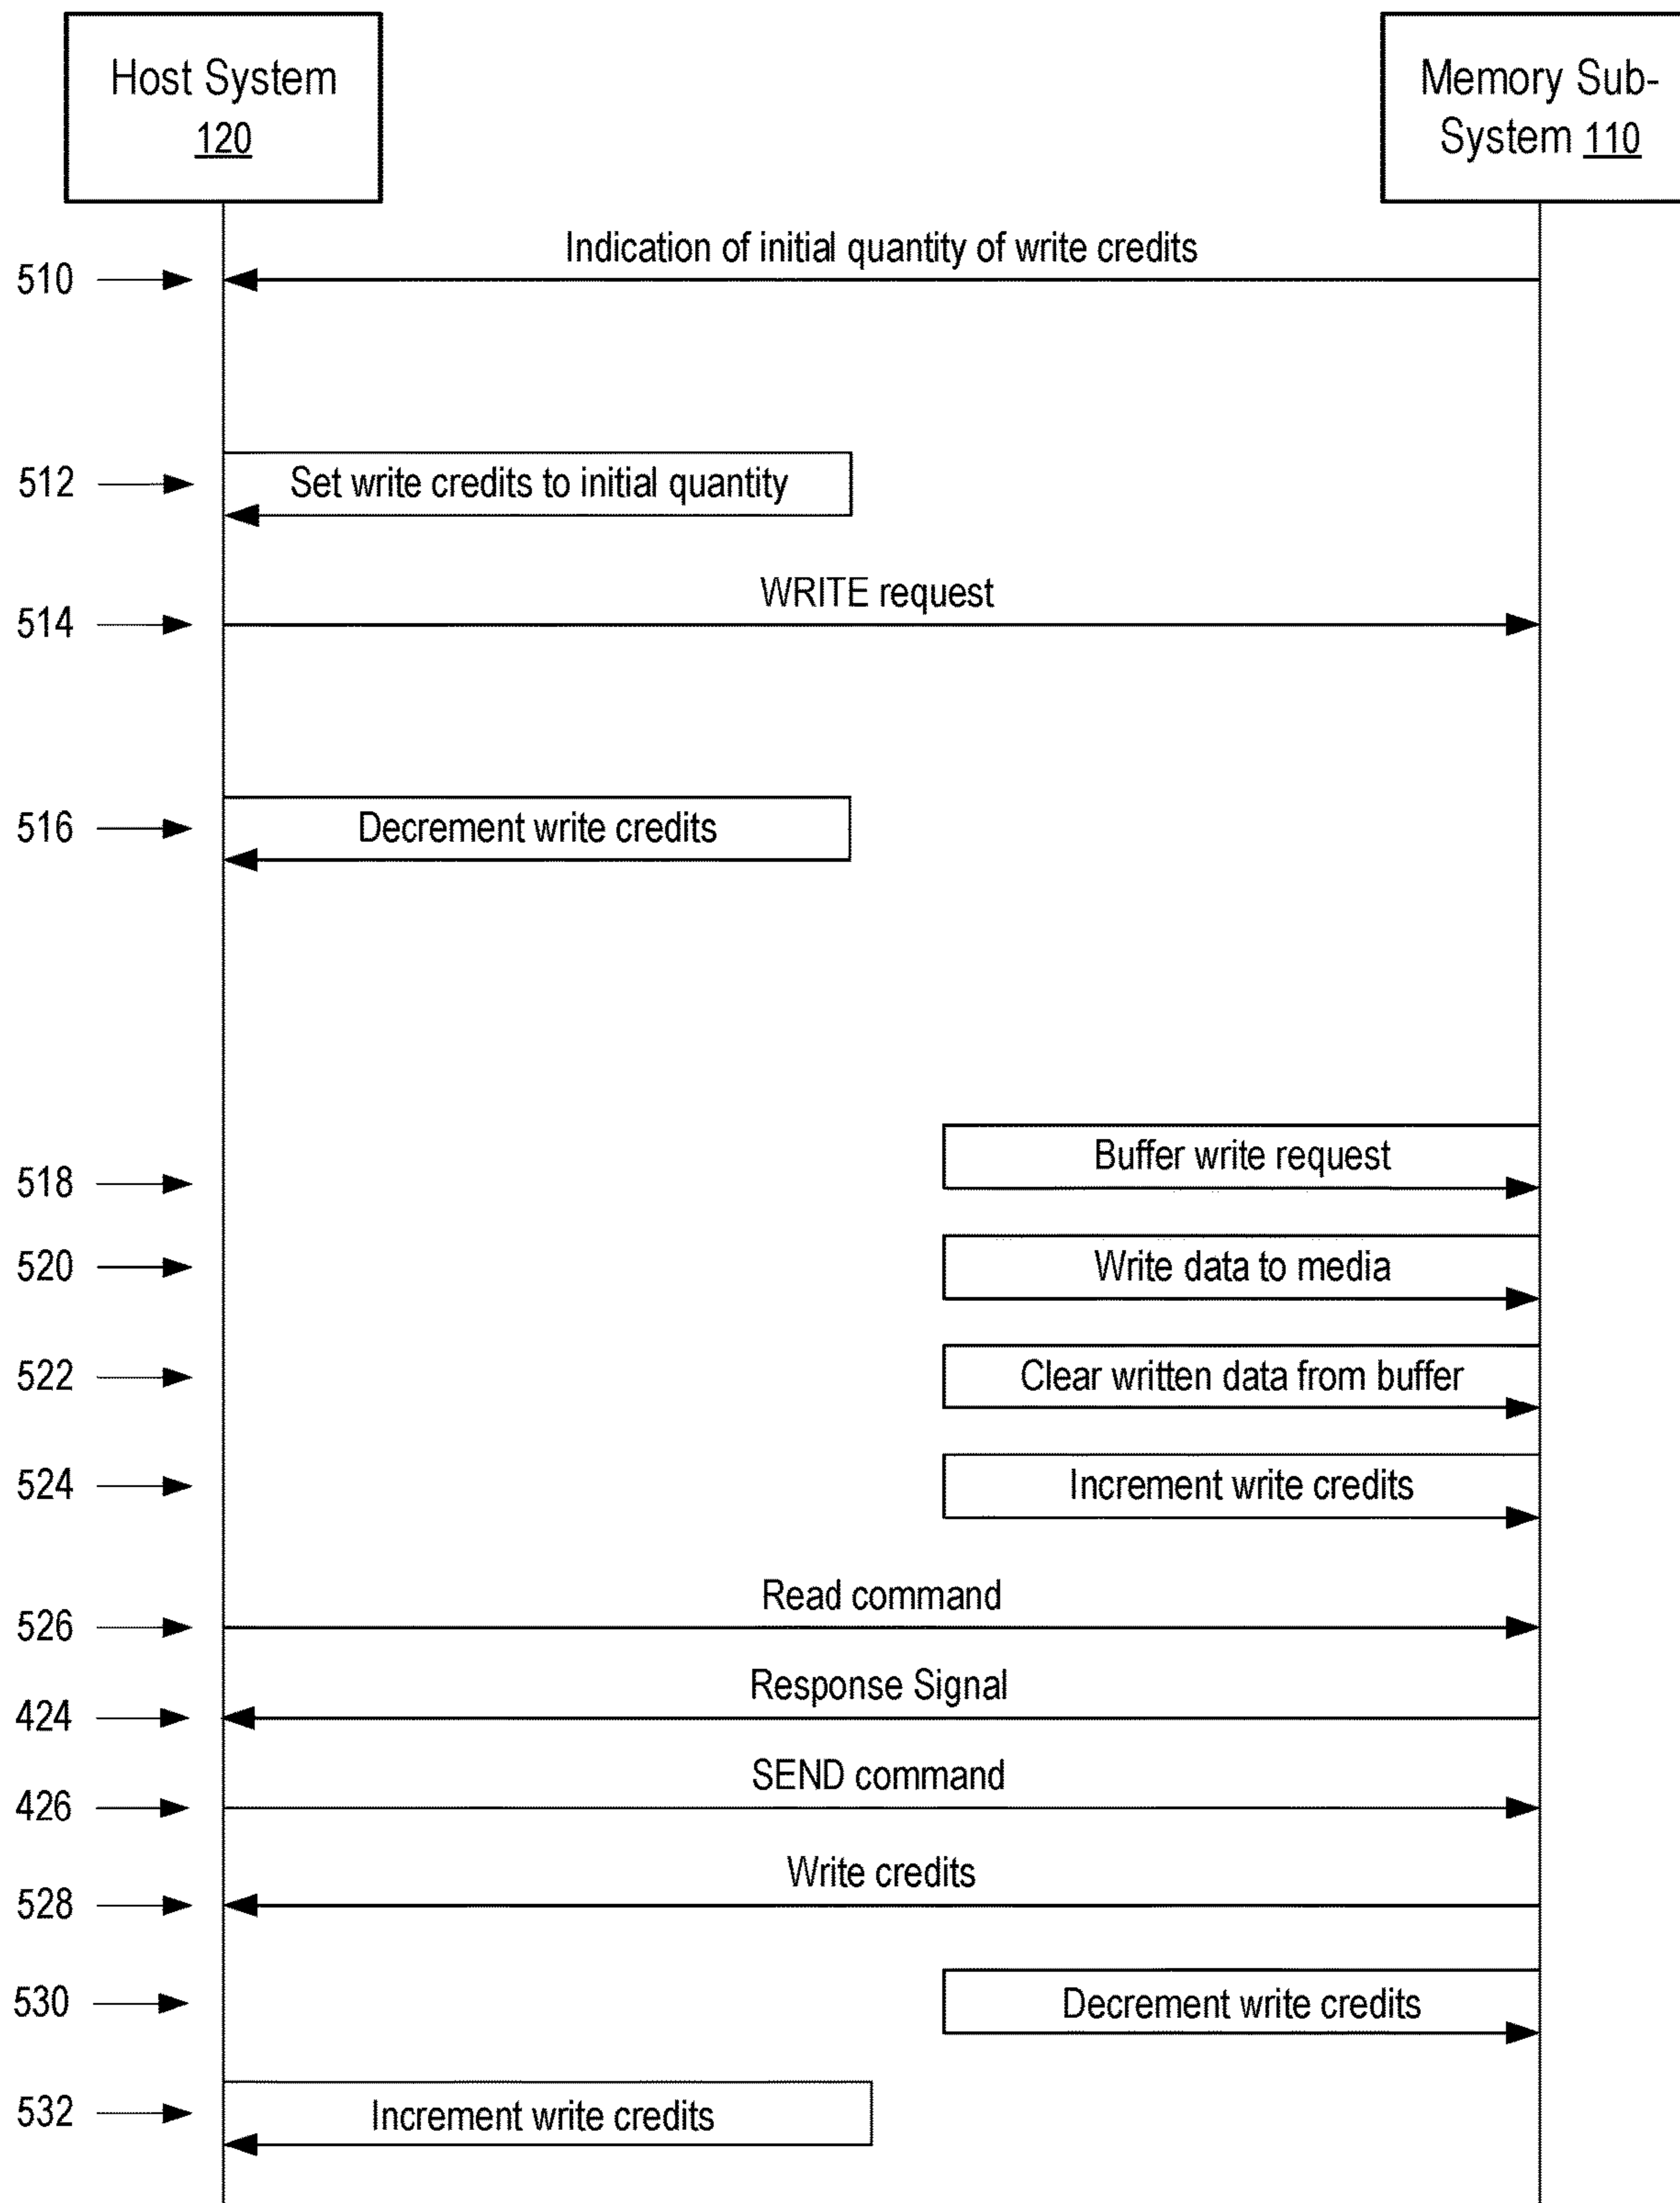 Host System
120
Memory Sub-
System 110
Indication of initial quantity of write credits
510
512
Set write credits to initial quantity
WRITE request
514
516
Decrement write credits
Buffer write request
518
520
Write data to media
522
Clear written data from buffer
524
Increment write credits
Read command
526
Response Signal
424
SEND command
426
Write credits
528
530
Decrement write credits
532
Increment write credits